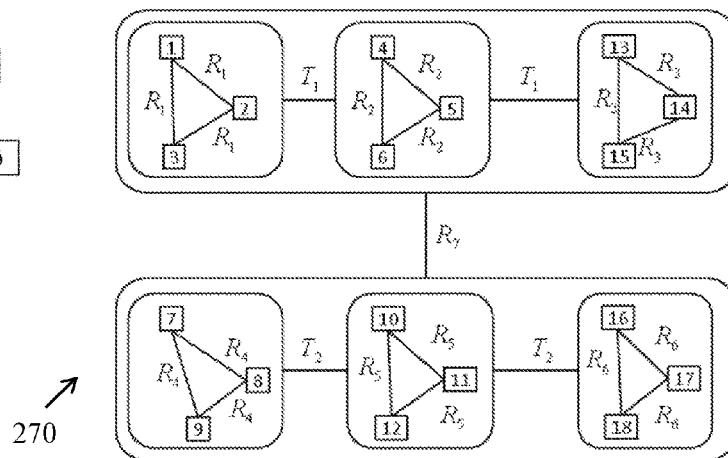 1 4 13
R₁ R₂ R₃
R₁ T₁ R₂ T₁ R₃
2 5 14
R₁ R₂ R₃
3 6 15
R₇
7 10 16
R₄ T₂ R₅ T₂ R₆
R₄ R₅ R₆
8 11 17
R₄ R₅ R₆
9 12 18
270